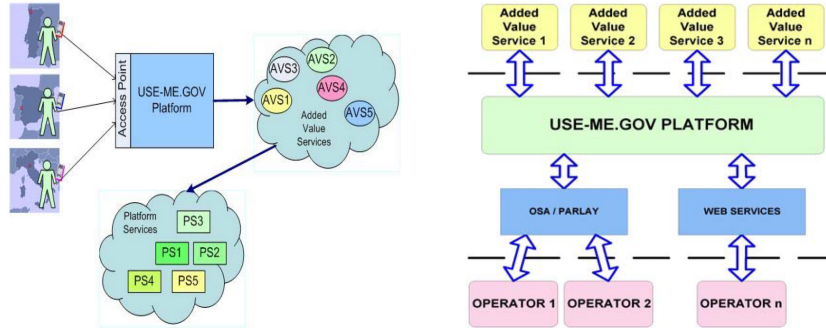 Access Point
USE-ME.GOV
Platform
AVS3
AVS2
AVS1
AVS4
AVS5
Added
Value
Services
Platform
Services
PS3
PS1
PS2
PS4
PS5
Added
Value
Service 1
Added
Value
Service 2
Added
Value
Service 3
Added
Value
Service n
USE-ME.GOV PLATFORM
OSA / PARLAY
WEB SERVICES
OPERATOR 1
OPERATOR 2
OPERATOR n